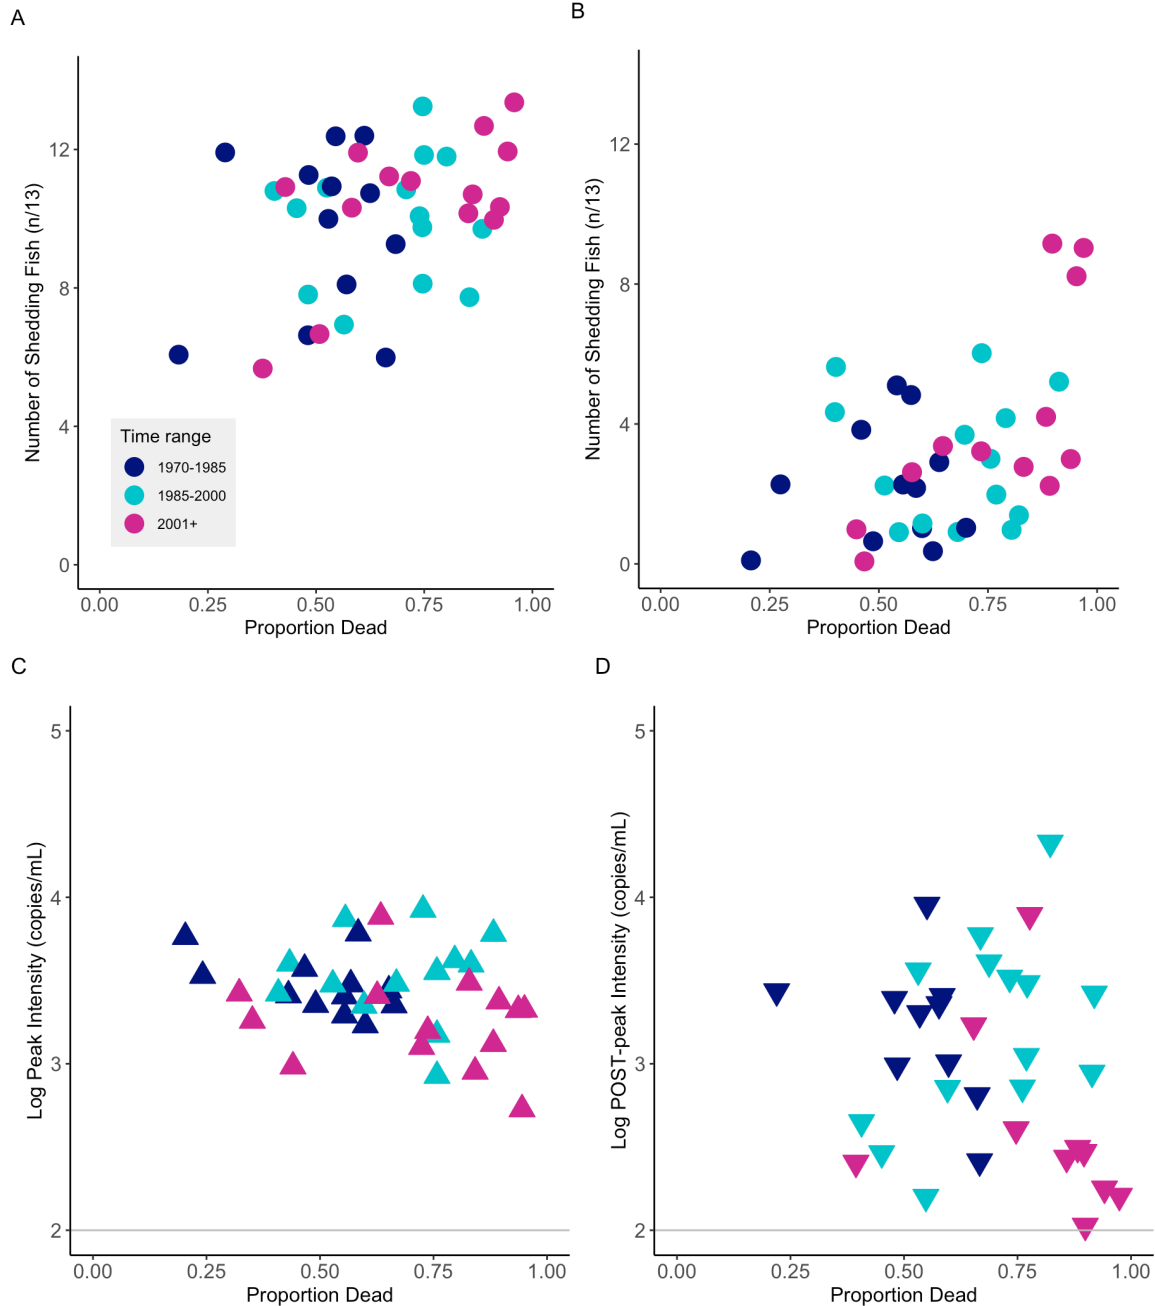 A
Number of Shedding Fish (n/13)
12
8
4
0
Time range
1970-1985
1985-2000
2001+
0.00 0.25 0.50 0.75 1.00
Proportion Dead
B
Number of Shedding Fish (n/13)
12
8
4
0
0.00 0.25 0.50 0.75 1.00
Proportion Dead
C
Log Peak Intensity (copies/mL)
5
4
3
2
0.00 0.25 0.50 0.75 1.00
Proportion Dead
D
Log POST-peak Intensity (copies/mL)
5
4
3
2
0.00 0.25 0.50 0.75 1.00
Proportion Dead